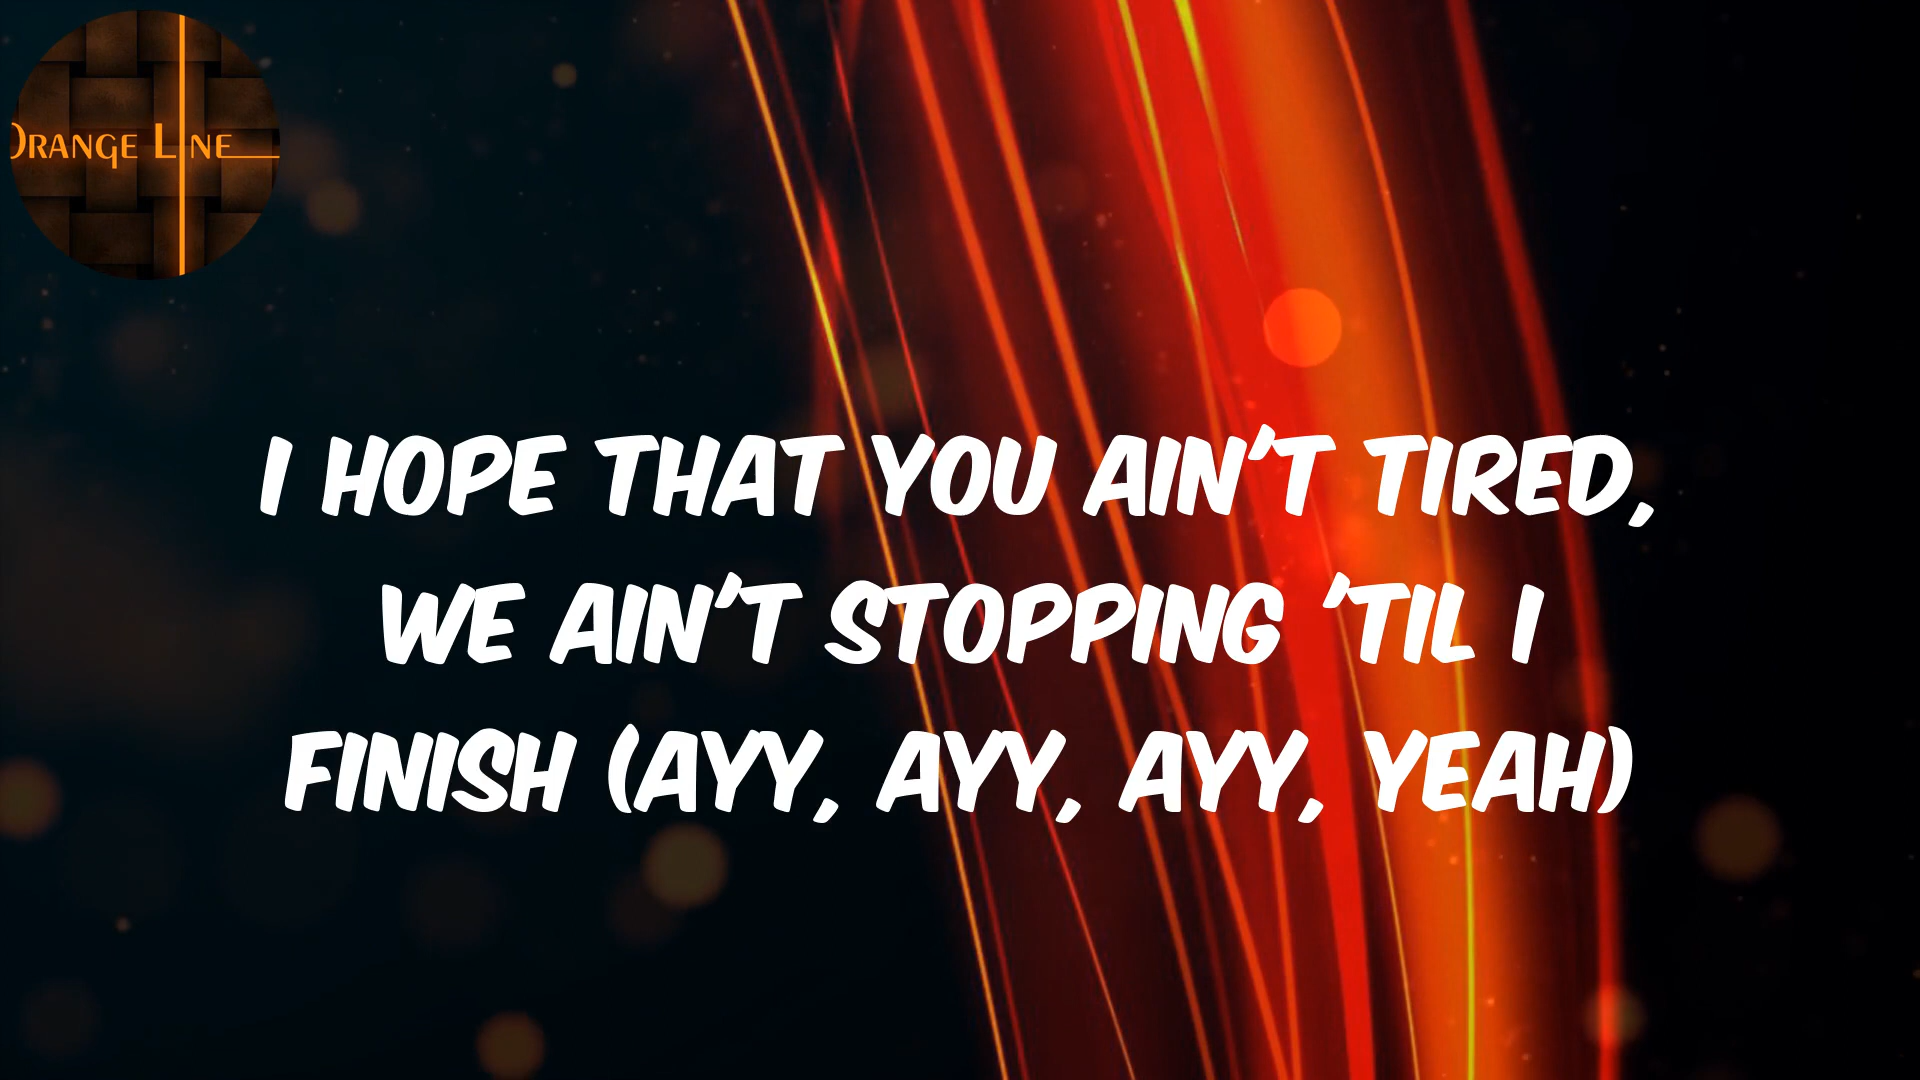 ORANGE LINE
I HOPE THAT YOU AIN'T TIRED,
WE AIN'T STOPPING 'TIL I
FINISH (AYY, AYY, AYY, YEAH)